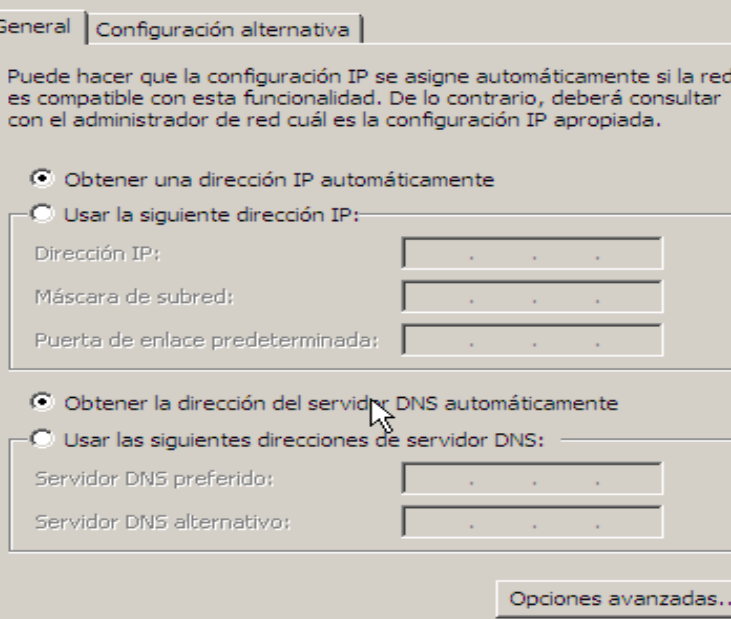 General
Configuración alternativa
Puede hacer que la configuración IP se asigne automáticamente si la red
es compatible con esta funcionalidad. De lo contrario, deberá consultar
con el administrador de red cuál es la configuración IP apropiada.
Obtener una dirección IP automáticamente
Usar la siguiente dirección IP:
Dirección IP:
Máscara de subred:
Puerta de enlace predeterminada:
Obtener la dirección del servidor DNS automáticamente
Usar las siguientes direcciones de servidor DNS:
Servidor DNS preferido:
Servidor DNS alternativo:
Opciones avanzadas..